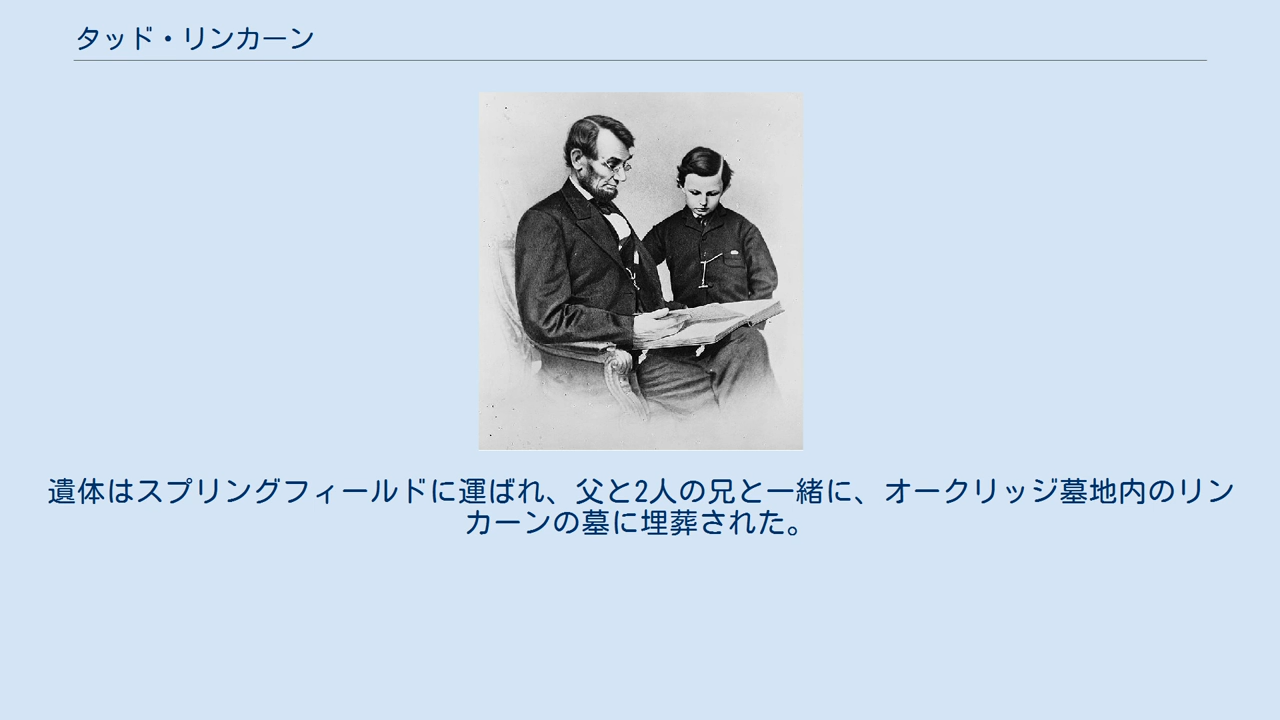 タッド・リンカーン
遺体はスプリングフィールドに運ばれ、父と2人の兄と一緒に、オークリッジ墓地内のリン
カーンの墓に埋葬された。